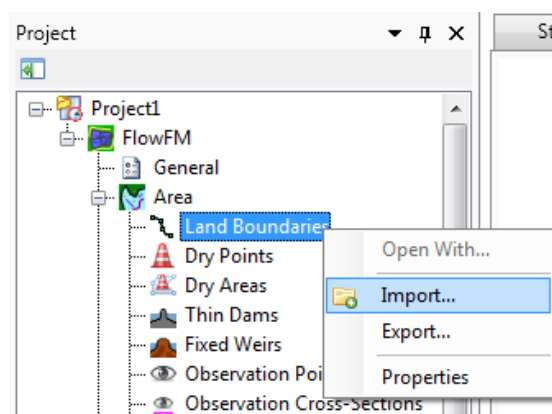 Project
St
Project1
FlowFM
General
Area
Land Boundaries
Open With...
Dry Points
Dry Areas
Import...
Thin Dams
Export...
Fixed Weirs
Observation Poi
Properties
Observation Cross-Sections